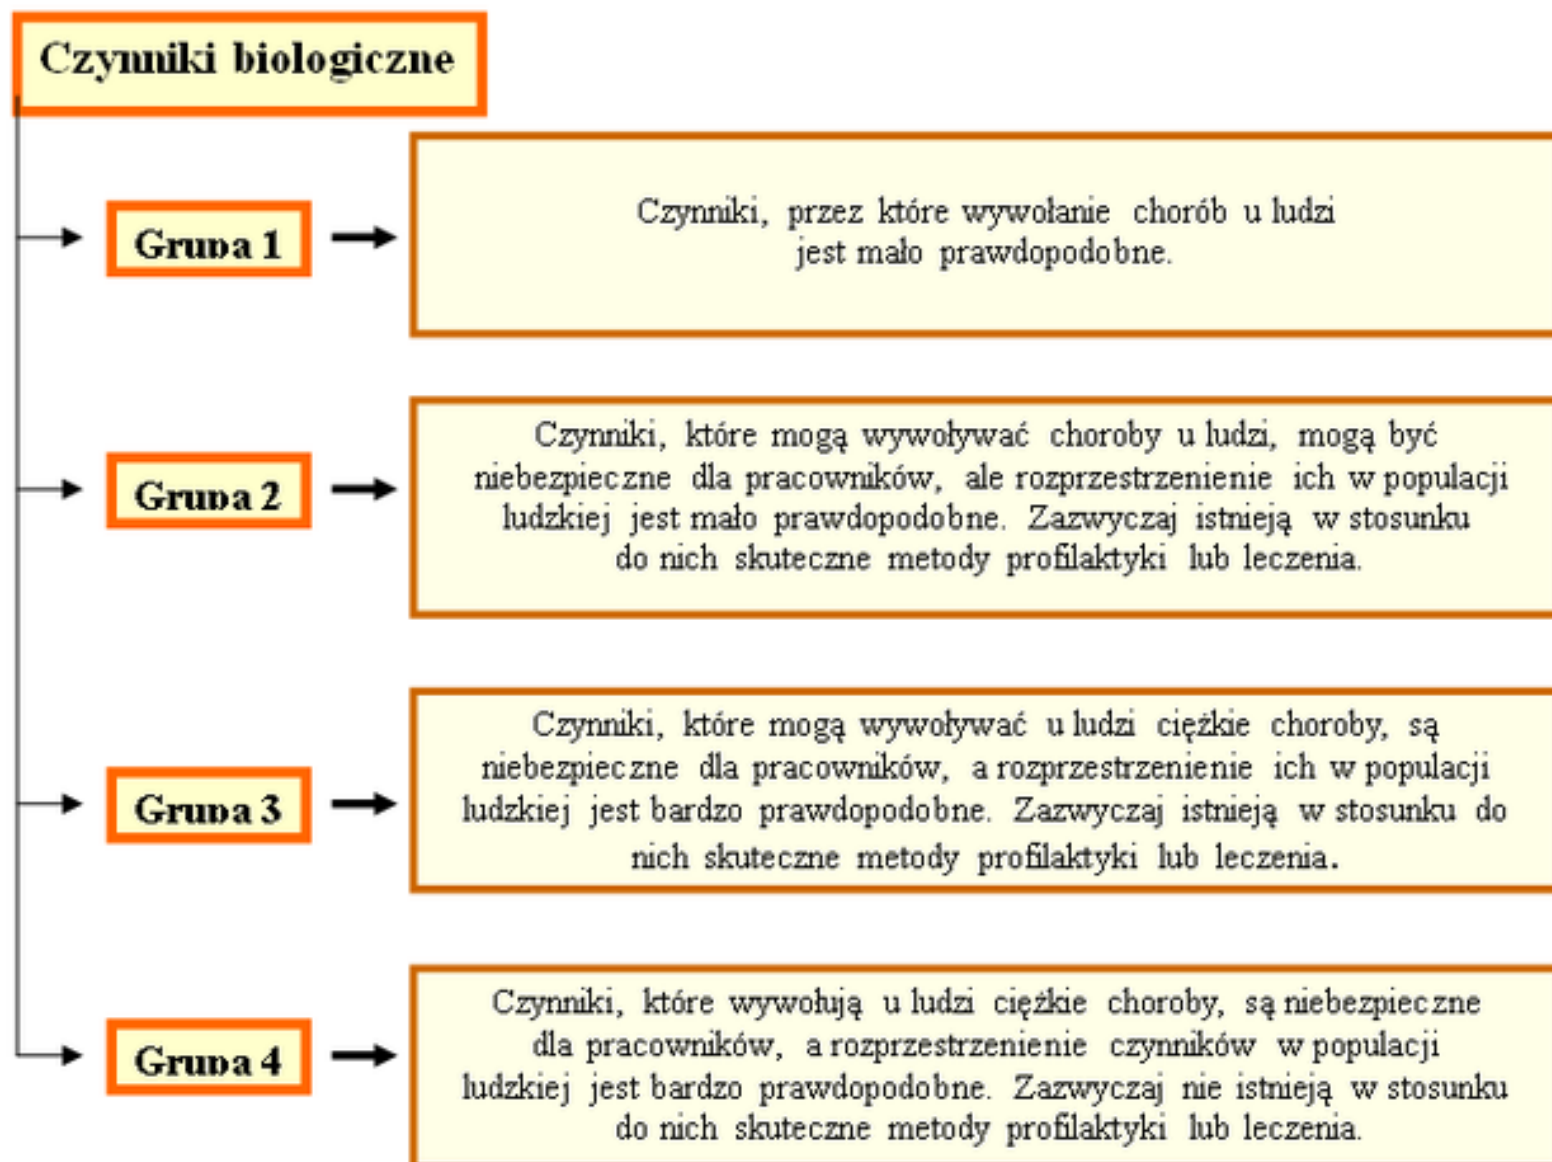 Czynniki biologiczne
Grupa 1
Czynniki, przez które wywołanie chorób u ludzi
jest mało prawdopodobne.
Grupa 2
Czynniki, które mogą wywoływać choroby u ludzi, mogą być
niebezpieczne dla pracowników, ale rozprzestrzenienie ich w populacji
ludzkiej jest mało prawdopodobne. Zazwyczaj istnieją w stosunku
do nich skuteczne metody profilaktyki lub leczenia.
Grupa 3
Czynniki, które mogą wywoływać u ludzi ciężkie choroby, są
niebezpieczne dla pracowników, a rozprzestrzenienie ich w populacji
ludzkiej jest bardzo prawdopodobne. Zazwyczaj istnieją w stosunku do
nich skuteczne metody profilaktyki lub leczenia.
Grupa 4
Czynniki, które wywołują u ludzi ciężkie choroby, są niebezpieczne
dla pracowników, a rozprzestrzenienie czynników w populacji
ludzkiej jest bardzo prawdopodobne. Zazwyczaj nie istnieją w stosunku
do nich skuteczne metody profilaktyki lub leczenia.